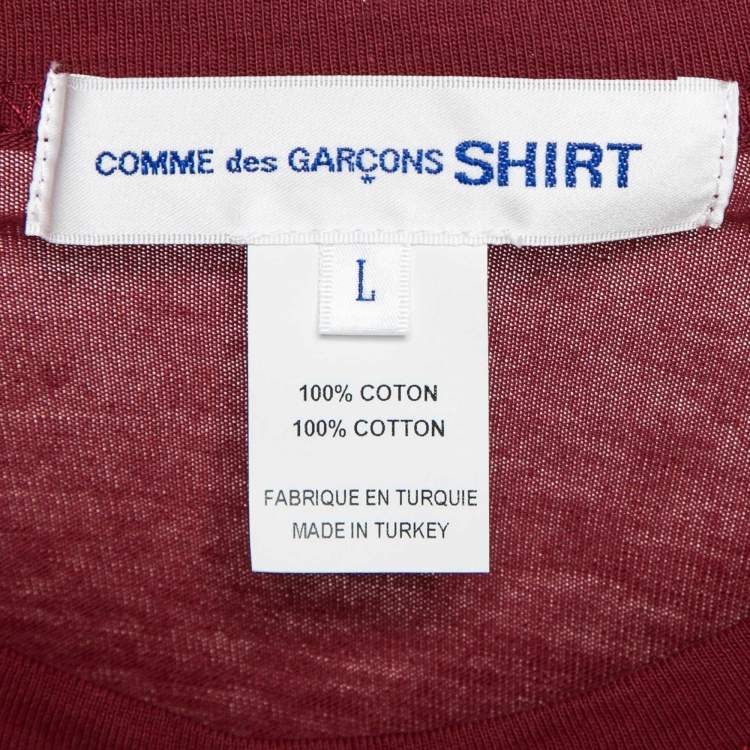 COMME des GARÇONS SHIRT
L
100% COTON
100% COTTON
FABRIQUE EN TURQUIE
MADE IN TURKEY